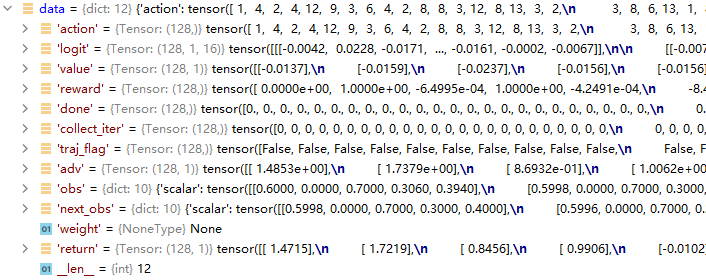 data = {dict: 12} {'action': tensor([ 1, 4, 2, 4, 12, 9, 3, 6, 4, 2, 8, 8, 3, 12, 8, 13, 3, 2,\n 3, 8, 6, 13, 1, 4
'action' = {Tensor: (128,)} tensor([ 1, 4, 2, 4, 12, 9, 3, 6, 4, 2, 8, 8, 3, 12, 8, 13, 3, 2,\n 3, 8, 6, 13,
'logit' = {Tensor: (128, 1, 16)} tensor([[[-0.0042, 0.0228, -0.0171, ..., -0.0161, -0.0002, -0.0067]],\n\n [[-0.007
'value' = {Tensor: (128, 1)} tensor([[-0.0137],\n [-0.0159],\n [-0.0237],\n [-0.0156],\n [-0.0156]
'reward' = {Tensor: (128,)} tensor([ 0.0000e+00, 1.0000e+00, -6.4995e-04, 1.0000e+00, -4.2491e-04,\n -8.4
'done' = {Tensor: (128,)} tensor([0., 0., 0., 0., 0., 0., 0., 0., 0., 0., 0., 0., 0., 0., 0., 0., 0., 0.,\n 0.
'collect_iter' = {Tensor: (128,)} tensor([0, 0, 0, 0, 0, 0, 0, 0, 0, 0, 0, 0, 0, 0, 0, 0, 0, 0, 0, 0, 0, 0, 0, 0,\n 0, 0, 0, 0,
'traj_flag' = {Tensor: (128,)} tensor([False, False, False, False, False, False, False, False, False,\n False, F
'adv' = {Tensor: (128, 1)} tensor([[ 1.4853e+00],\n [ 1.7379e+00],\n [ 8.6932e-01],\n [ 1.0062e+00
'obs' = {dict: 10} {'scalar': tensor([[0.6000, 0.0000, 0.7000, 0.3060, 0.3940],\n [0.5998, 0.0000, 0.7000, 0.3000,
'next_obs' = {dict: 10} {'scalar': tensor([[0.5998, 0.0000, 0.7000, 0.3000, 0.4000],\n [0.5996, 0.0000, 0.7000, 0.3
'weight' = {NoneType} None
'return' = {Tensor: (128, 1)} tensor([[ 1.4715],\n [ 1.7219],\n [ 0.8456],\n [ 0.9906],\n [-0.0102]
__len__ = {int} 12